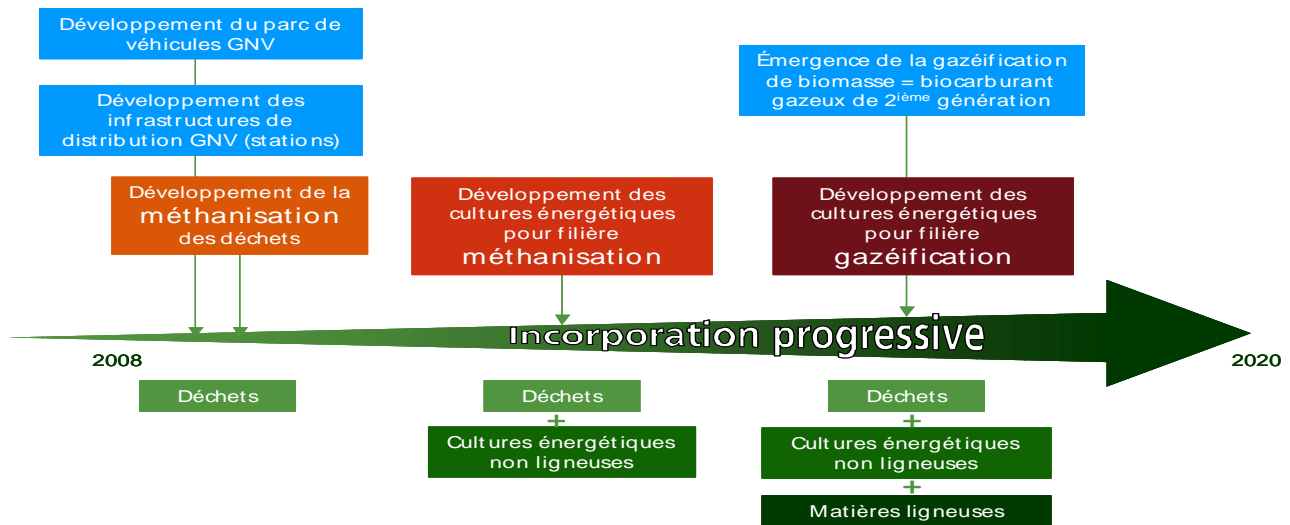 Développement du parc de
véhicules GNV
Développement des
infrastructures de
distribution GNV (stations)
Développement de la
méthanisation
des déchets
Développement des
cultures énergétiques
pour filière
méthanisation
Émergence de la gazéification
de biomasse = biocarburant
gazeux de 2ième génération
Développement des
cultures énergétiques
pour filière
gazéification
Incorporation progressive
2008
2020
Déchets
Déchets
+
Cultures énergétiques
non ligneuses
Déchets
+
Cultures énergétiques
non ligneuses
+
Matières ligneuses